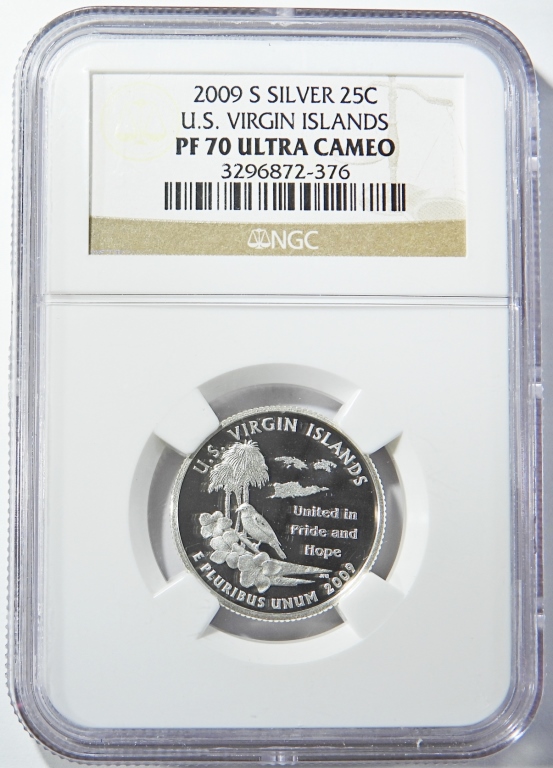 2009 S SILVER 25C
U.S. VIRGIN ISLANDS
PF 70 ULTRA CAMEO
3296872-376
NGC
U.S. VIRGIN ISLANDS
United in
Pride and
Hope
E PLURIBUS UNUM 2009